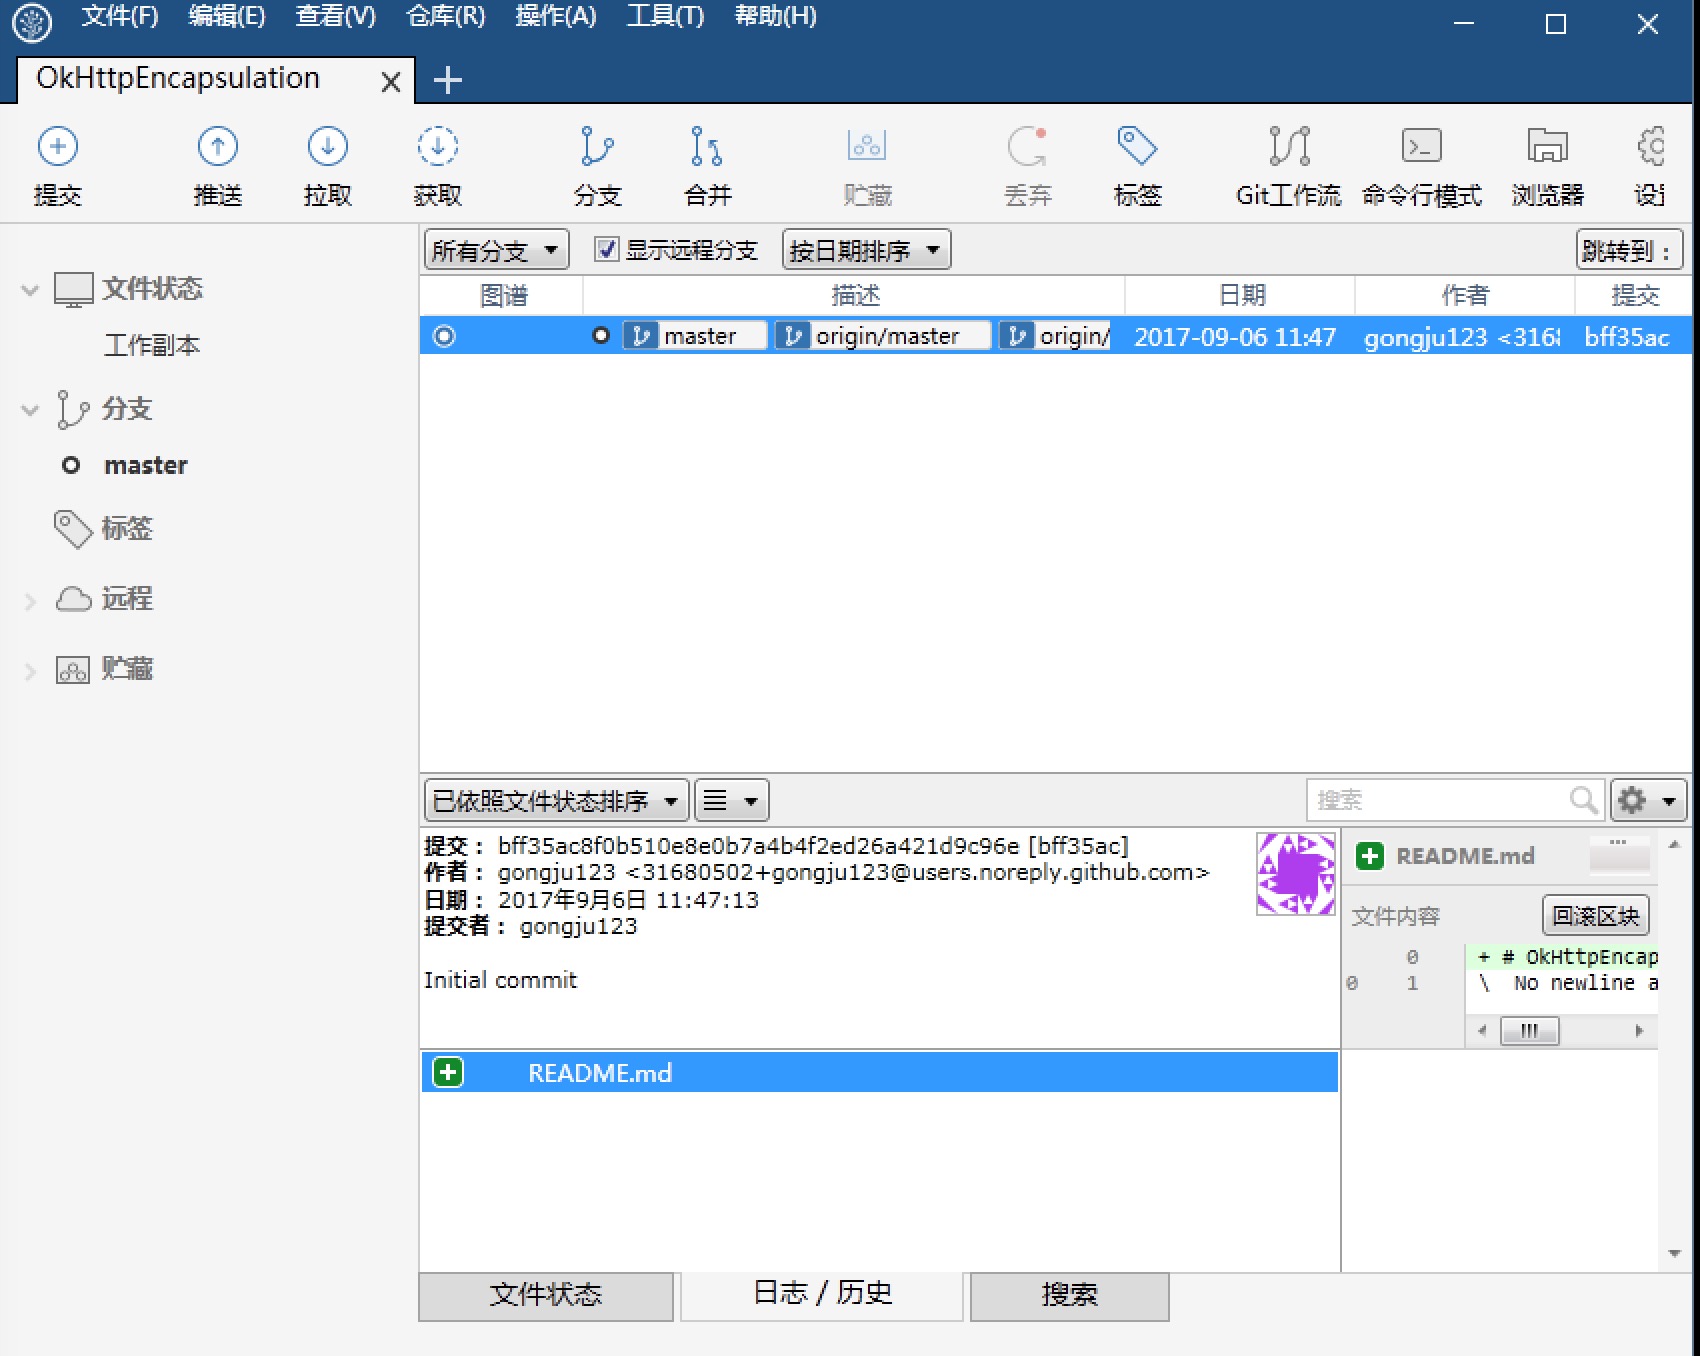 文件(F) 编辑(E) 查看(V) 仓库(R) 操作(A) 工具(T) 帮助(H)
OkHttpEncapsulation
提交 推送 拉取 获取 分支 合并 贮藏 丢弃 标签 Git工作流 命令行模式 浏览器 设置
所有分支 显示远程分支 按日期排序 跳转到：
图谱 描述 日期 作者 提交
master origin/master origin/ 2017-09-06 11:47 gongju123 <3168 bff35ac
文件状态
工作副本
分支
master
标签
远程
贮藏
已依照文件状态排序 搜索
提交： bff35ac8f0b510e8e0b7a4b4f2ed26a421d9c96e [bff35ac]
作者： gongju123 <31680502+gongju123@users.noreply.github.com>
日期： 2017年9月6日 11:47:13
提交者： gongju123
Initial commit
README.md
README.md
文件内容 回滚区块
0 + # OkHttpEncap
0 1 \ No newline a
文件状态 日志 / 历史 搜索